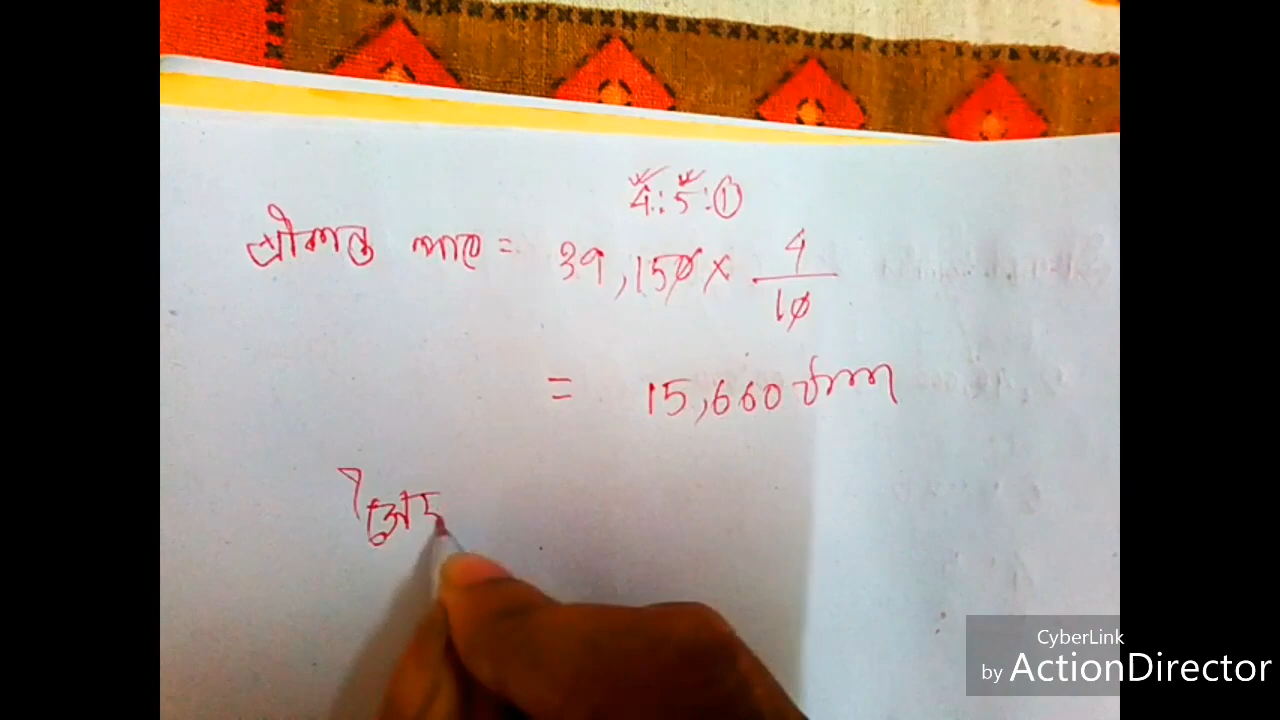 4:5:1
শ্রীকান্ত পাবে = 39,150 × 4/10
= 15,660 টাকা
CyberLink
by ActionDirector